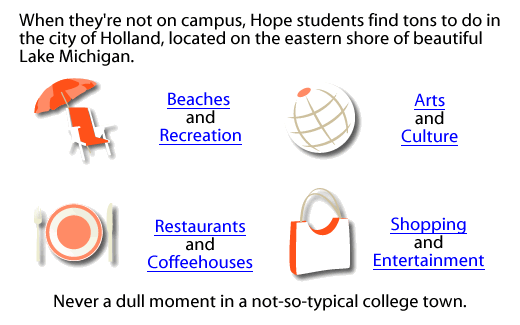 When they're not on campus, Hope students find tons to do in
the city of Holland, located on the eastern shore of beautiful
Lake Michigan.
Beaches
and
Recreation
Arts
and
Culture
Restaurants
and
Coffeehouses
Shopping
and
Entertainment
Never a dull moment in a not-so-typical college town.